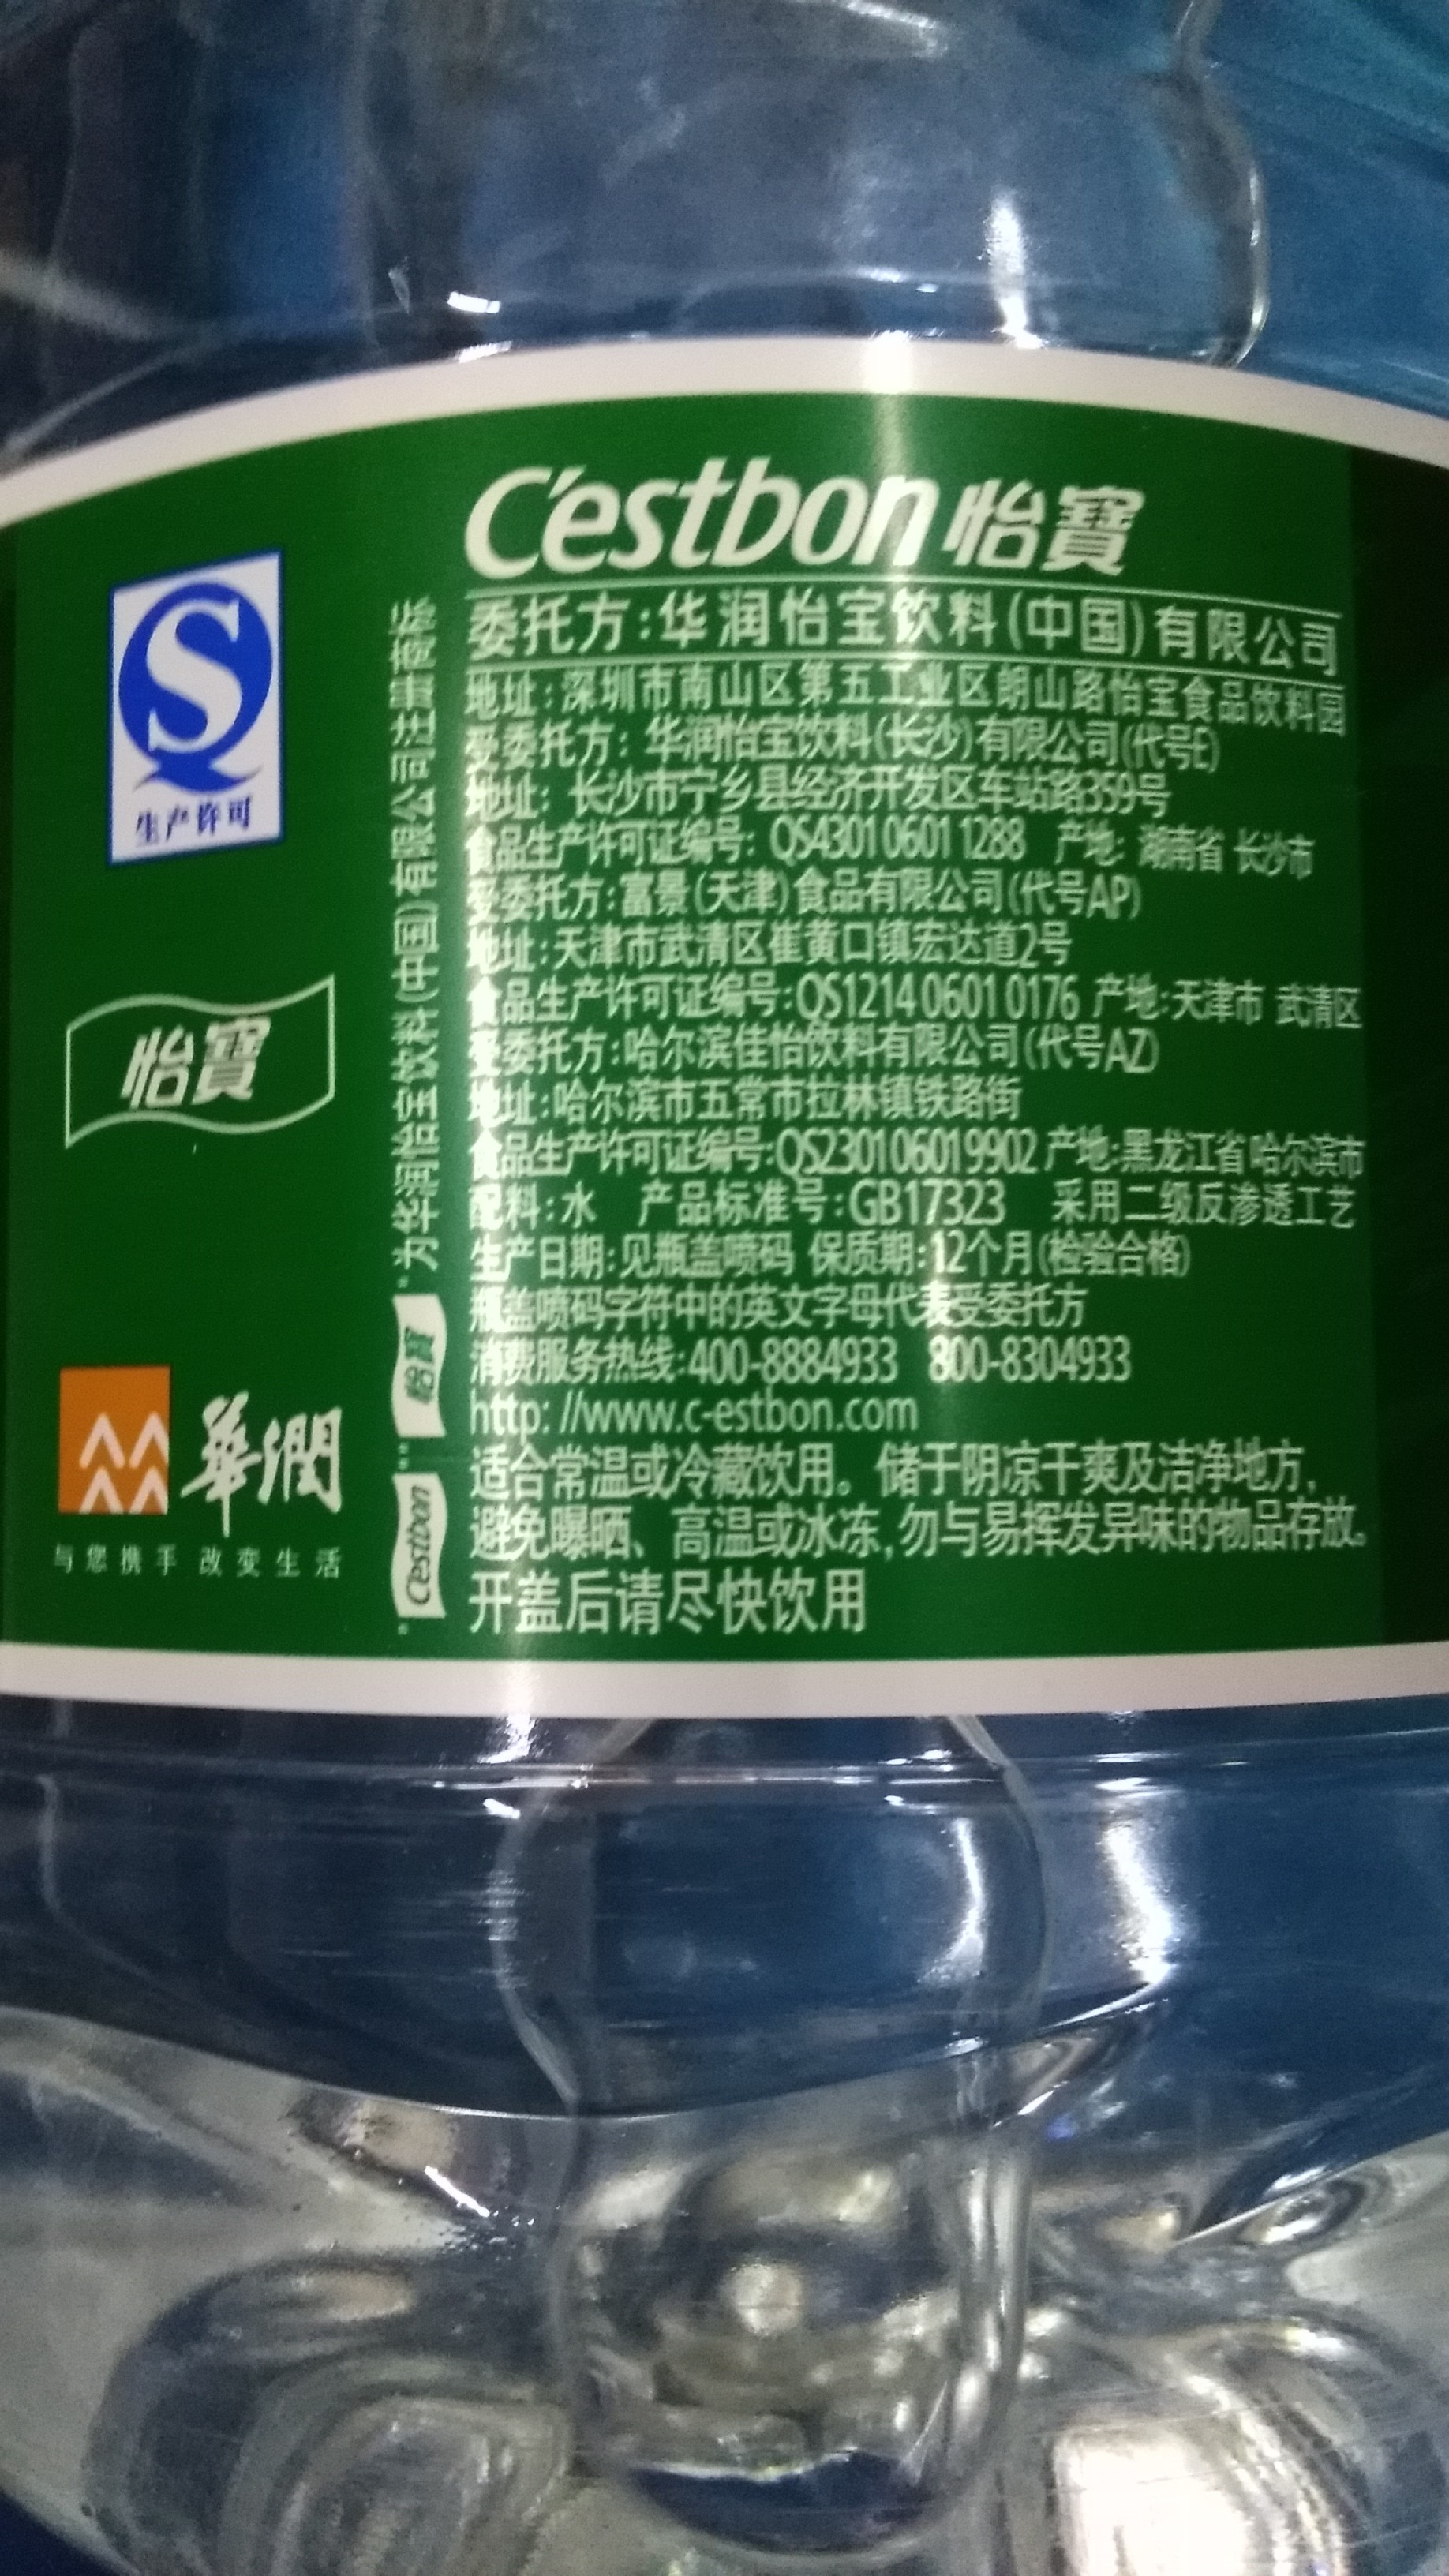 C'estbon 怡寶
委托方:华润怡宝饮料(中国)有限公司
地址:深圳市南山区第五工业区朗山路怡宝食品饮料园
受委托方:华润怡宝饮料(长沙)有限公司(代号E)
地址:长沙市宁乡县经济开发区车站路359号
食品生产许可证编号:QS4301 0601 1288 产地:湖南省 长沙市
受委托方:富景(天津)食品有限公司(代号AP)
地址:天津市武清区崔黄口镇宏达道2号
食品生产许可证编号:QS1214 0601 0176 产地:天津市 武清区
受委托方:哈尔滨佳怡饮料有限公司(代号AZ)
地址:哈尔滨市五常市拉林镇铁路街
食品生产许可证编号:QS230106019902 产地:黑龙江省 哈尔滨市
配料:水 产品标准号:GB17323 采用二级反渗透工艺
生产日期:见瓶盖喷码 保质期:12个月(检验合格)
瓶盖喷码字符中的英文字母代表受委托方
消费服务热线:400-8884933 800-8304933
http: //www.c-estbon.com
适合常温或冷藏饮用。储于阴凉干爽及洁净地方,
避免曝晒、高温或冰冻,勿与易挥发异味的物品存放。
开盖后请尽快饮用
"C'estbon" "怡寶" 为华润怡宝饮料(中国)有限公司注册商标
S
生产许可
怡寶
華潤
与您携手 改变生活